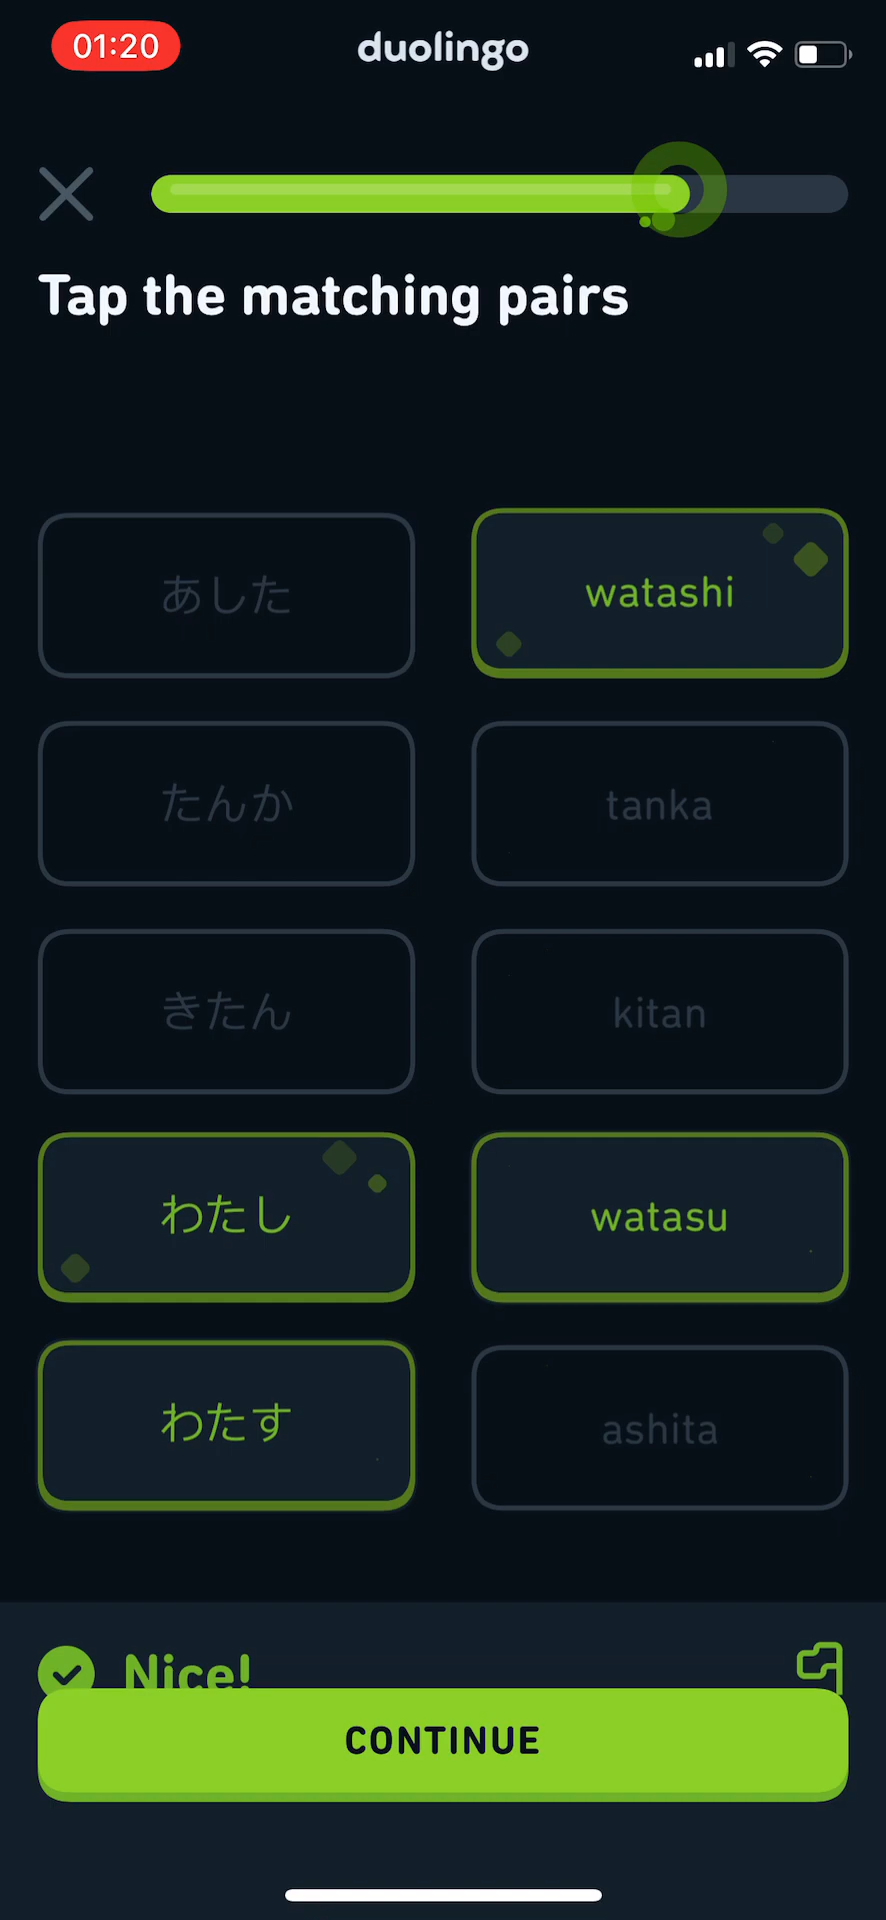 01:20
duolingo
Tap the matching pairs
あした
watashi
たんか
tanka
きたん
kitan
わたし
watasu
わたす
ashita
Nice!
CONTINUE